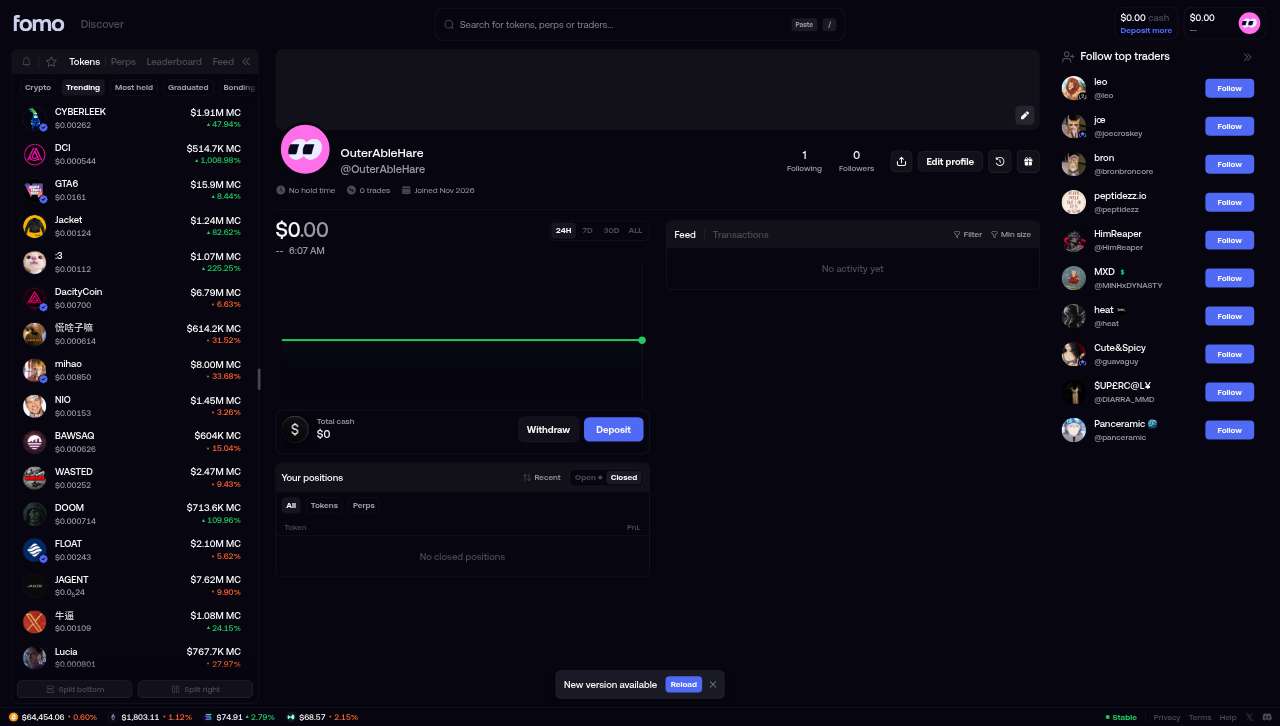 fomo Discover
Search for tokens, perps or traders... Paste /
$0.00 cash
Deposit more
$0.00
--
Tokens Perps Leaderboard Feed
Crypto Trending Most held Graduated Bonding
CYBERLEEK $1.91M MC
$0.00262 47.94%
DCI $514.7K MC
$0.000544 1,006.98%
GTA6 $15.9M MC
$0.0161 8.44%
Jacket $1.24M MC
$0.00124 82.62%
:3 $1.07M MC
$0.00112 225.25%
DacityCoin $6.79M MC
$0.00700 6.63%
慌啥子嘛 $614.2K MC
$0.000614 31.52%
mihao $8.00M MC
$0.00850 33.68%
NIO $1.45M MC
$0.00153 3.26%
BAWSAQ $604K MC
$0.000626 15.04%
WASTED $2.47M MC
$0.00252 9.43%
DOOM $713.6K MC
$0.000714 109.96%
FLOAT $2.10M MC
$0.00243 5.62%
JAGENT $7.62M MC
$0.0₅24 9.90%
牛逼 $1.08M MC
$0.00109 24.15%
Lucia $767.7K MC
$0.000801 27.97%
Split bottom Split right
OuterAbleHare
@OuterAbleHare
1 Following
0 Followers
Edit profile
No hold time 0 trades Joined Nov 2026
$0.00
-- 6:07 AM
24H 7D 30D ALL
Total cash
$0
Withdraw Deposit
Your positions Recent Open Closed
All Tokens Perps
Token PnL
No closed positions
Feed Transactions Filter Min size
No activity yet
Follow top traders
leo
@leo
Follow
jœ
@joecroskey
Follow
bron
@bronbroncore
Follow
peptidezz.io
@peptidezz
Follow
HimReaper
@HimReaper
Follow
MXD
@MINHxDYNASTY
Follow
heat
@heat
Follow
Cute&Spicy
@guavaguy
Follow
$UP£RC@L¥
@DIARRA_MMD
Follow
Panceramic
@panceramic
Follow
New version available Reload
$64,454.06 0.60% $1,803.11 1.12% $74.91 2.79% $68.57 2.15%
Stable Privacy Terms Help